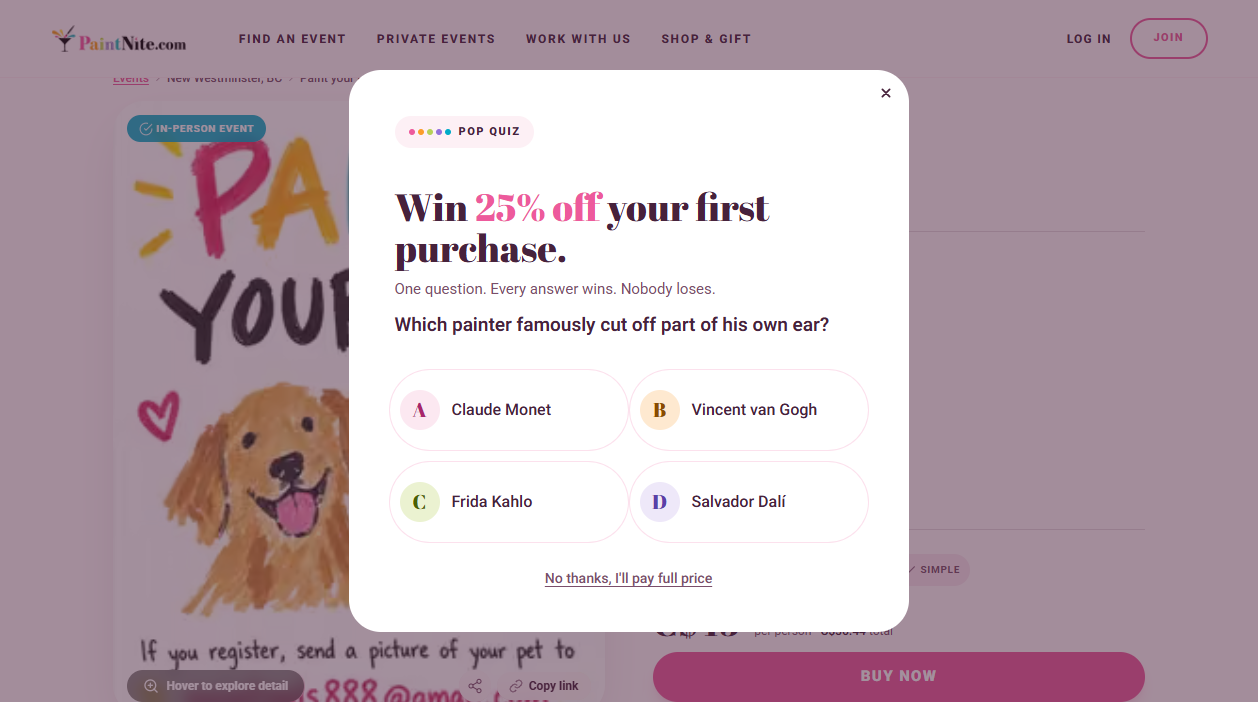 PaintNite.com
FIND AN EVENT
PRIVATE EVENTS
WORK WITH US
SHOP & GIFT
LOG IN
JOIN
Events / New Westminster, BC / Paint your
IN-PERSON EVENT
PA
YOUR
If you register, send a picture of your pet to
Hover to explore detail
Copy link
POP QUIZ
Win 25% off your first
purchase.
One question. Every answer wins. Nobody loses.
Which painter famously cut off part of his own ear?
A Claude Monet
B Vincent van Gogh
C Frida Kahlo
D Salvador Dalí
No thanks, I'll pay full price
SIMPLE
per person
total
BUY NOW